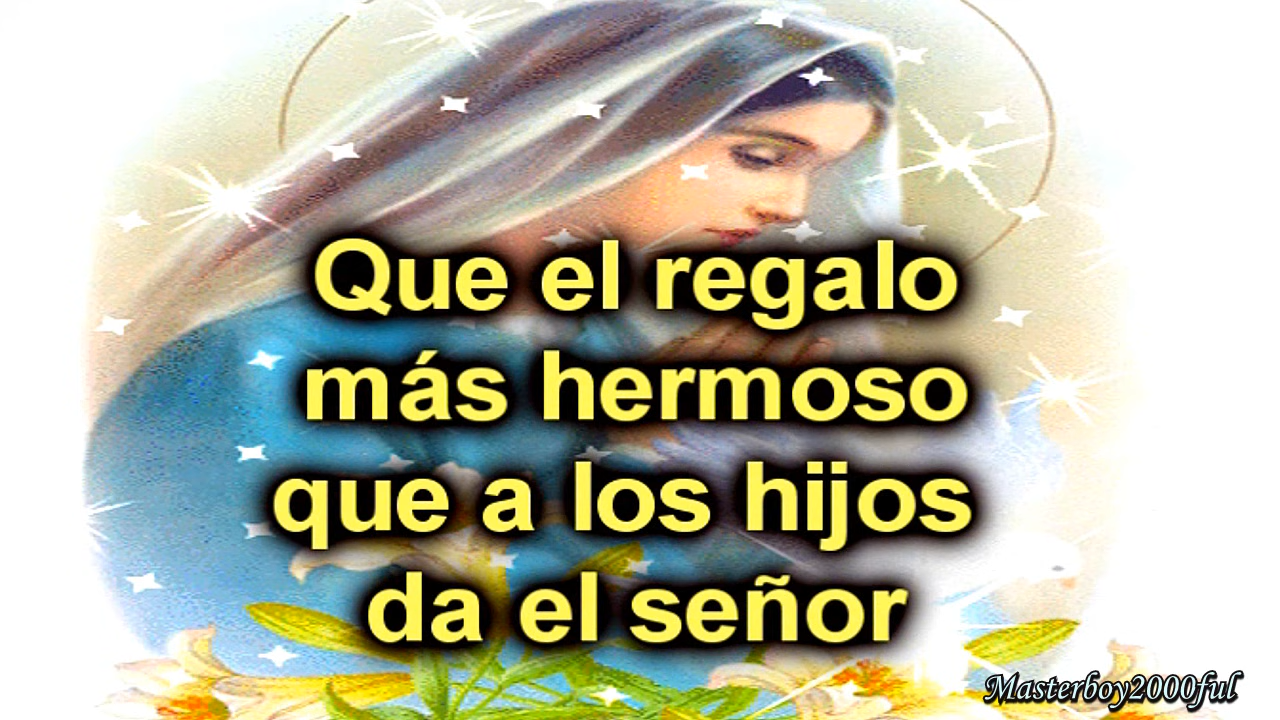 Que el regalo
más hermoso
que a los hijos
da el señor
Masterboy2000ful